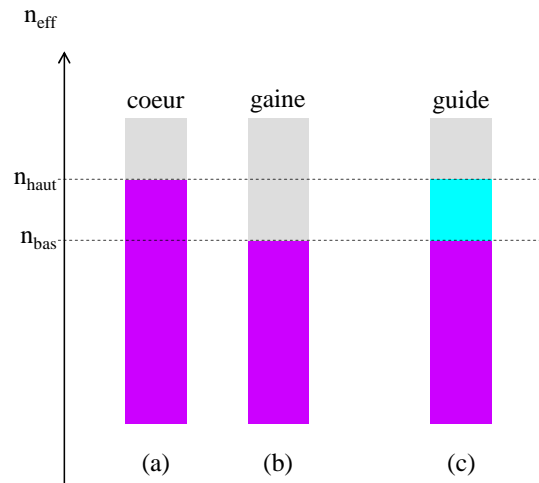 n_eff
coeur gaine guide
n_haut
n_bas
(a) (b) (c)